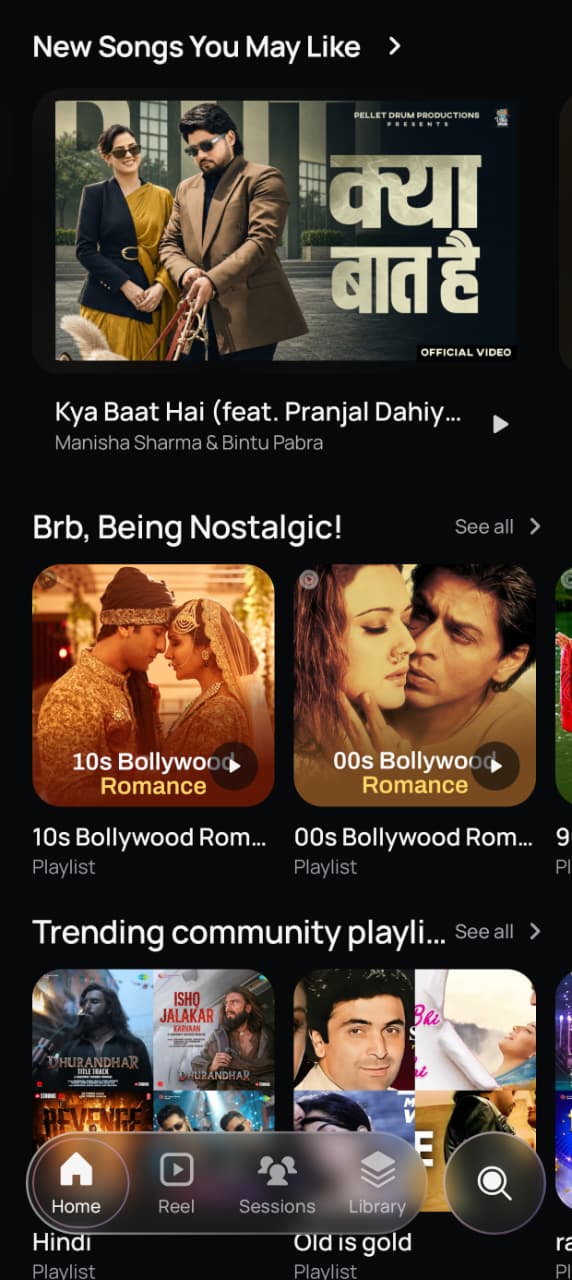 New Songs You May Like
PELLET DRUM PRODUCTIONS
PRESENTS
क्या
बात है
OFFICIAL VIDEO
Kya Baat Hai (feat. Pranjal Dahiy...
Manisha Sharma & Bintu Pabra
Brb, Being Nostalgic!
See all
10s Bollywood
Romance
00s Bollywood
Romance
10s Bollywood Rom...
Playlist
00s Bollywood Rom...
Playlist
Trending community playli...
See all
DHURANDHAR
TITLE TRACK
ISHQ
JALAKAR
KARVAAN
DHURANDHAR
REVENGE
Home
Reel
Sessions
Library
Hindi
Playlist
Old is gold
Playlist